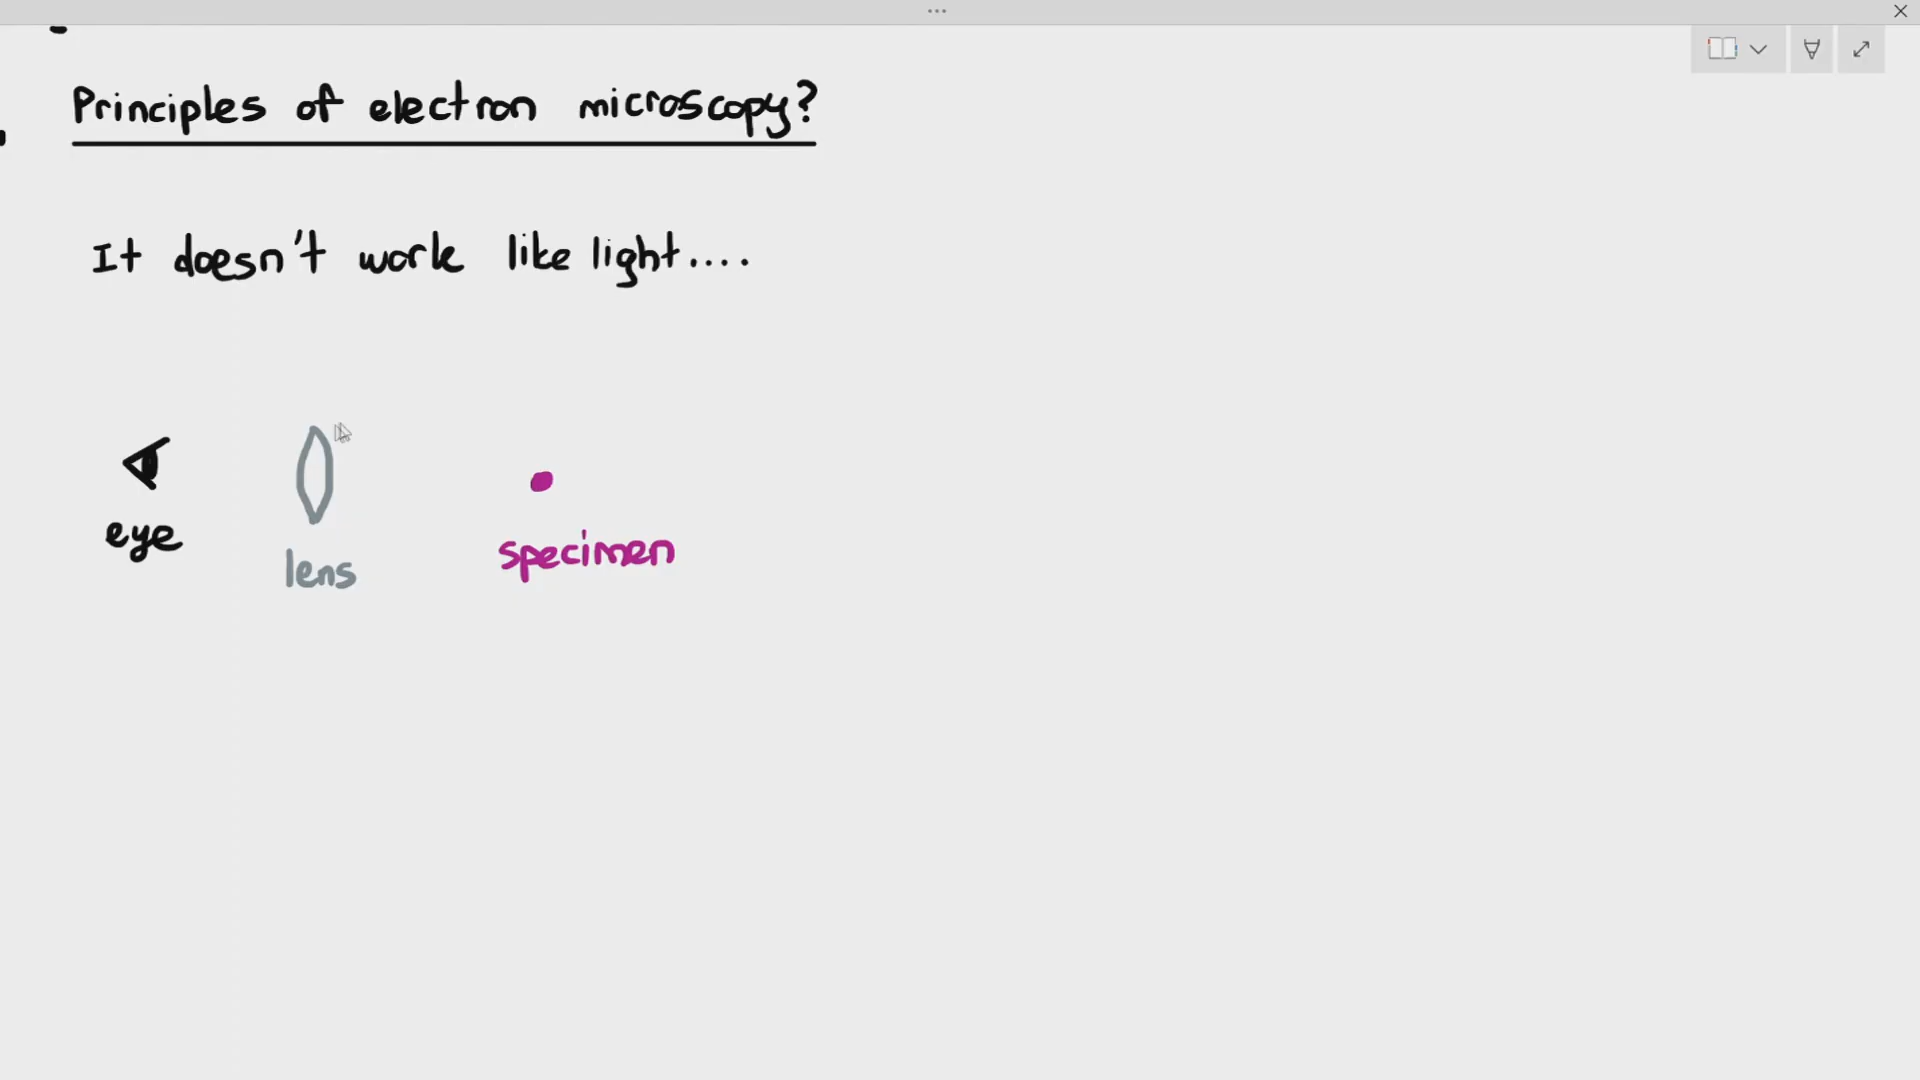 Principles of electron microscopy?
It doesn't work like light....
eye
lens
specimen